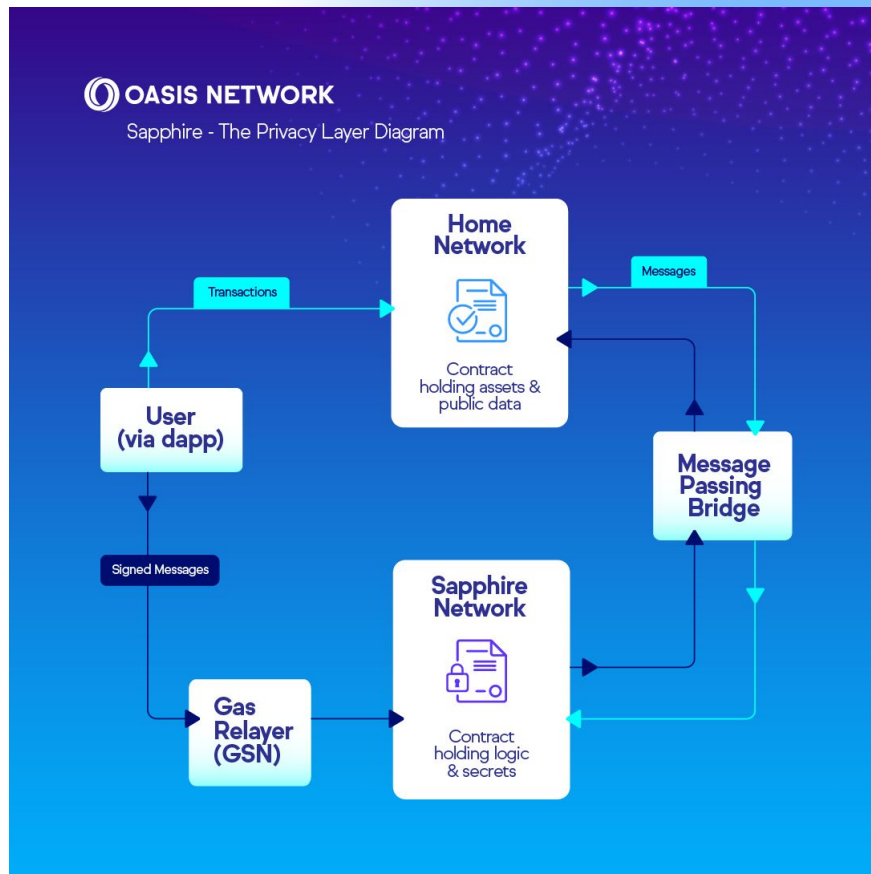 OASIS NETWORK
Sapphire - The Privacy Layer Diagram
Home
Network
Contract
holding assets &
public data
Transactions
Messages
User
(via dapp)
Message
Passing
Bridge
Signed Messages
Sapphire
Network
Contract
holding logic
& secrets
Gas
Relayer
(GSN)